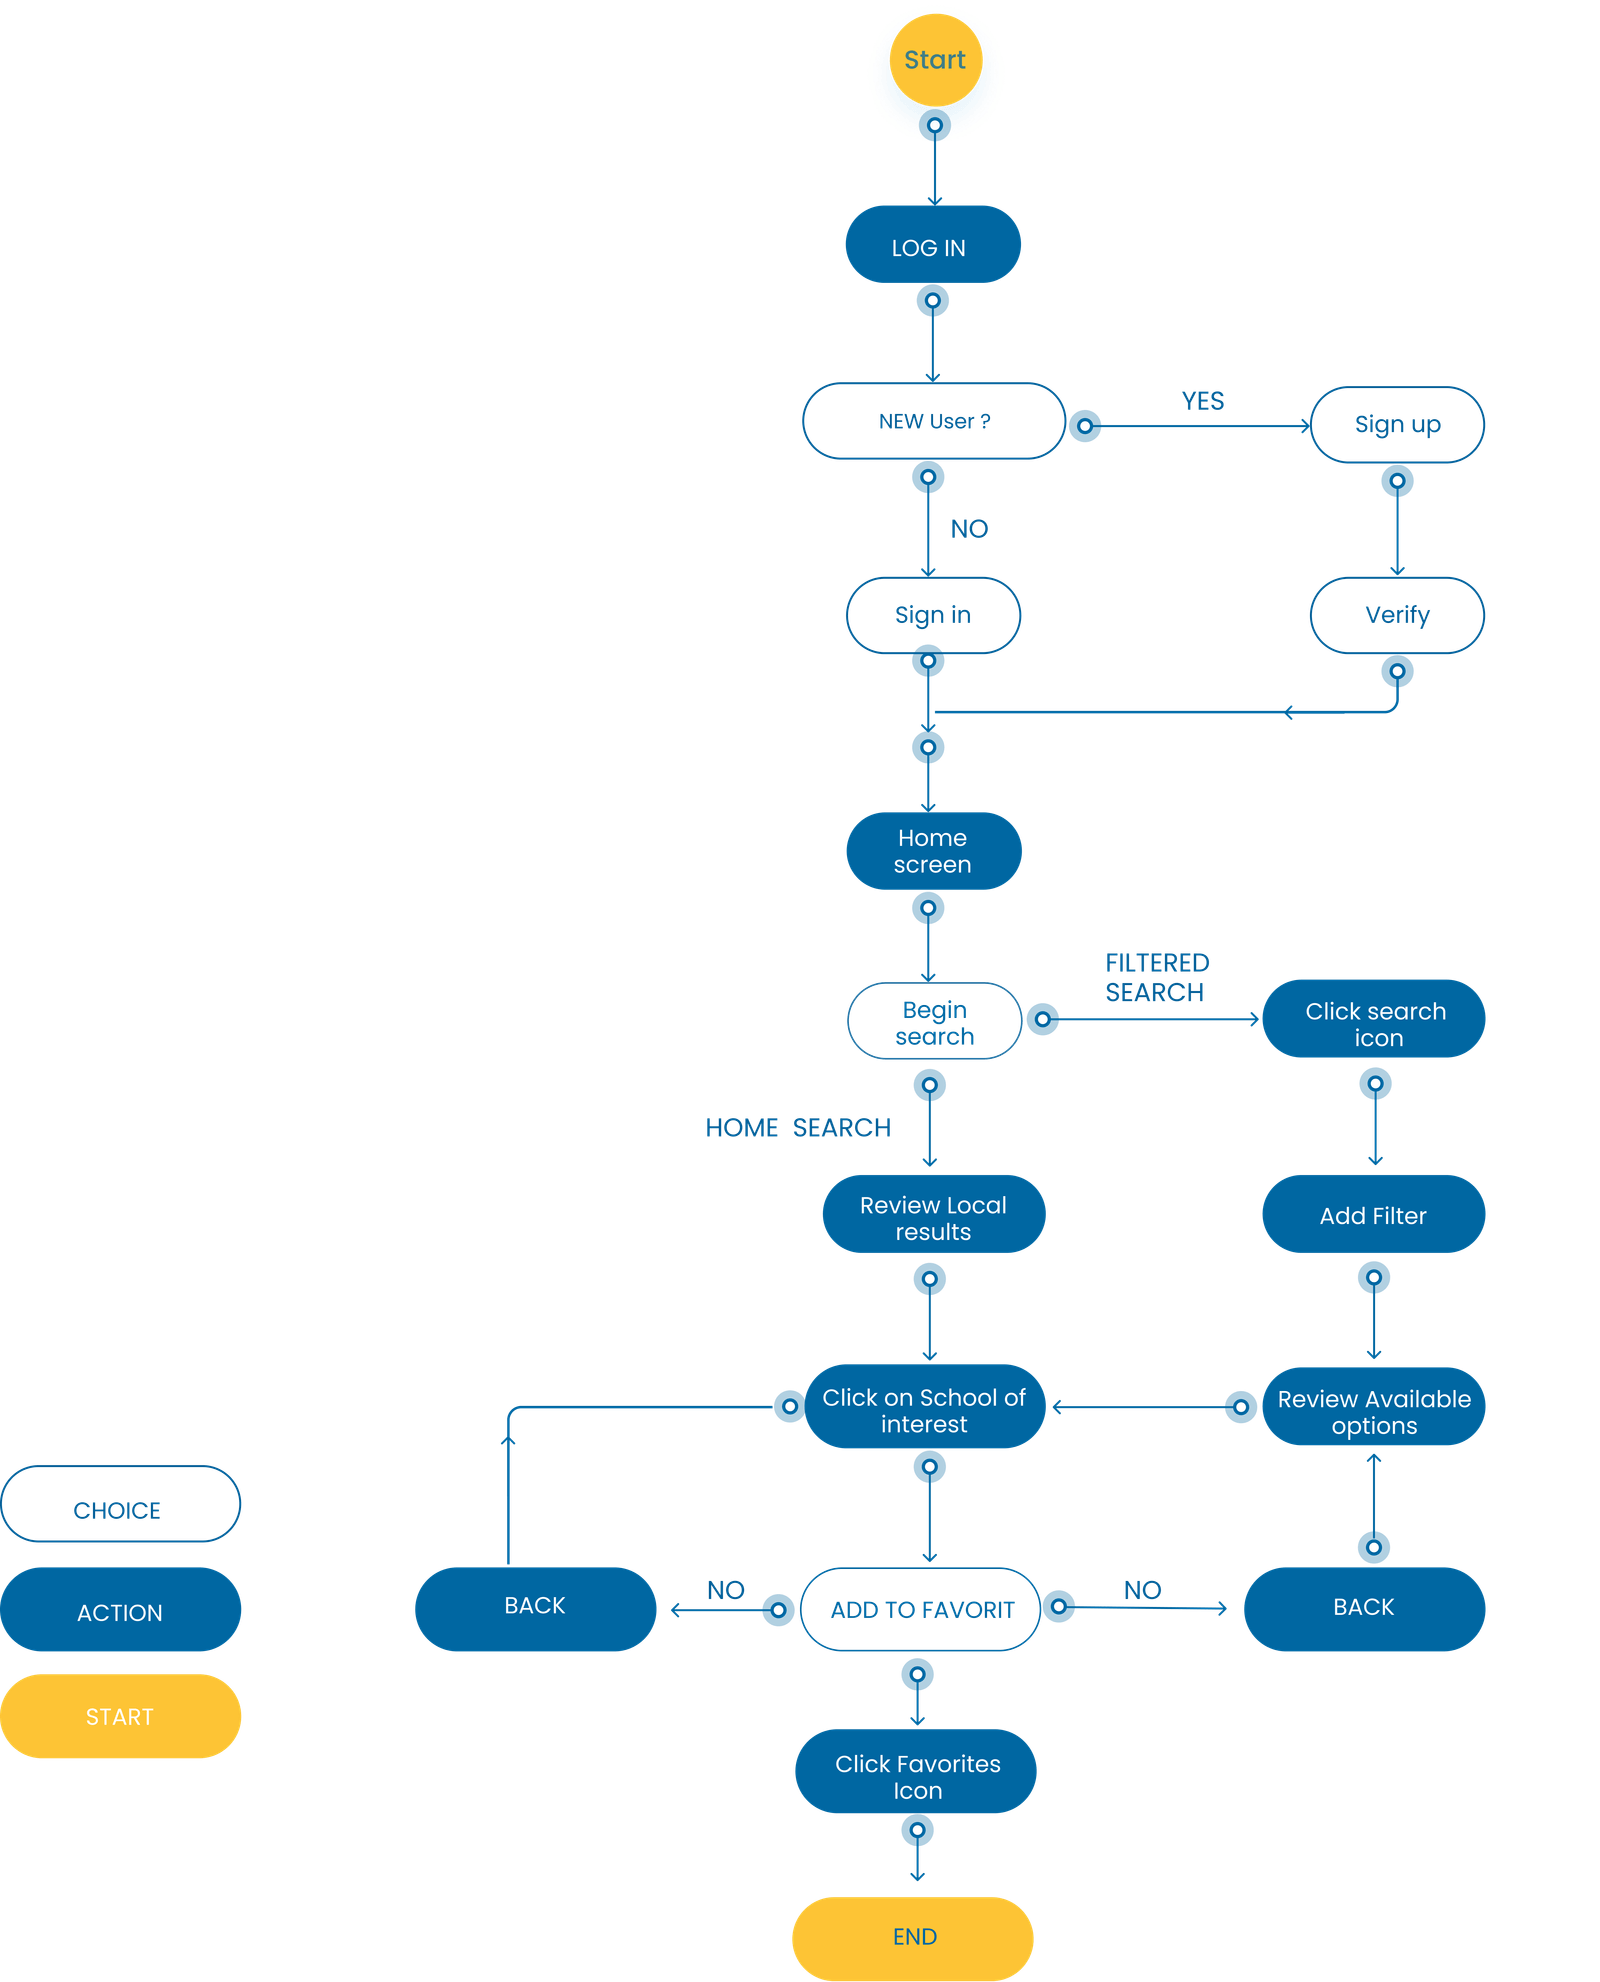 Start
LOG IN
NEW User ?
YES
Sign up
NO
Sign in
Verify
Home
screen
Begin
search
FILTERED
SEARCH
Click search
icon
HOME SEARCH
Review Local
results
Add Filter
Click on School of
interest
Review Available
options
CHOICE
ACTION
START
BACK
NO
ADD TO FAVORIT
NO
BACK
Click Favorites
Icon
END